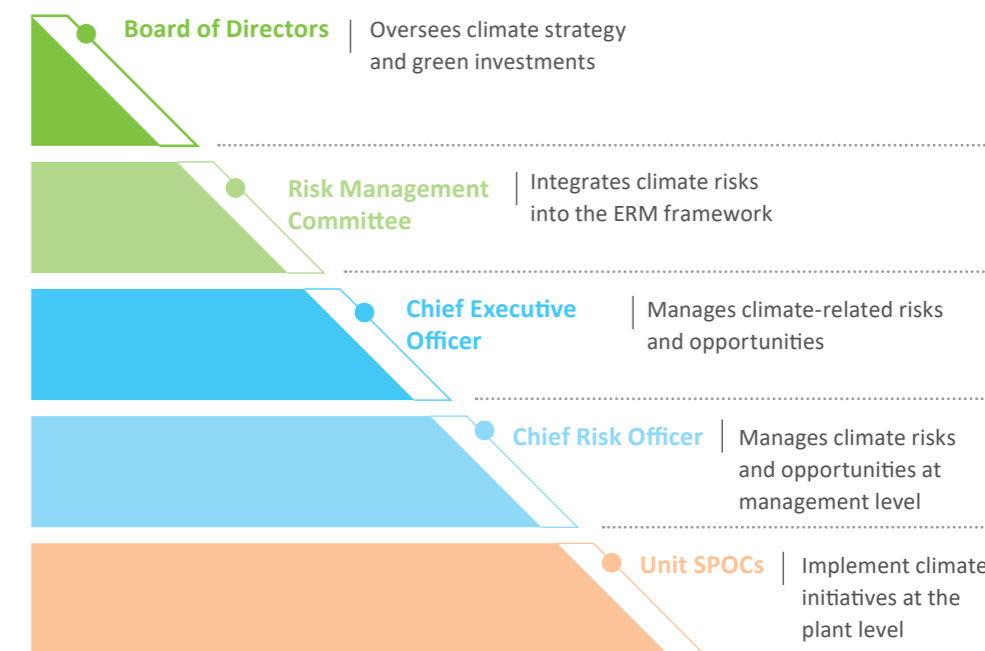 Board of Directors
Oversees climate strategy
and green investments
Risk Management
Committee
Integrates climate risks
into the ERM framework
Chief Executive
Officer
Manages climate-related risks
and opportunities
Chief Risk Officer
Manages climate risks
and opportunities at
management level
Unit SPOCs
Implement climate
initiatives at the
plant level